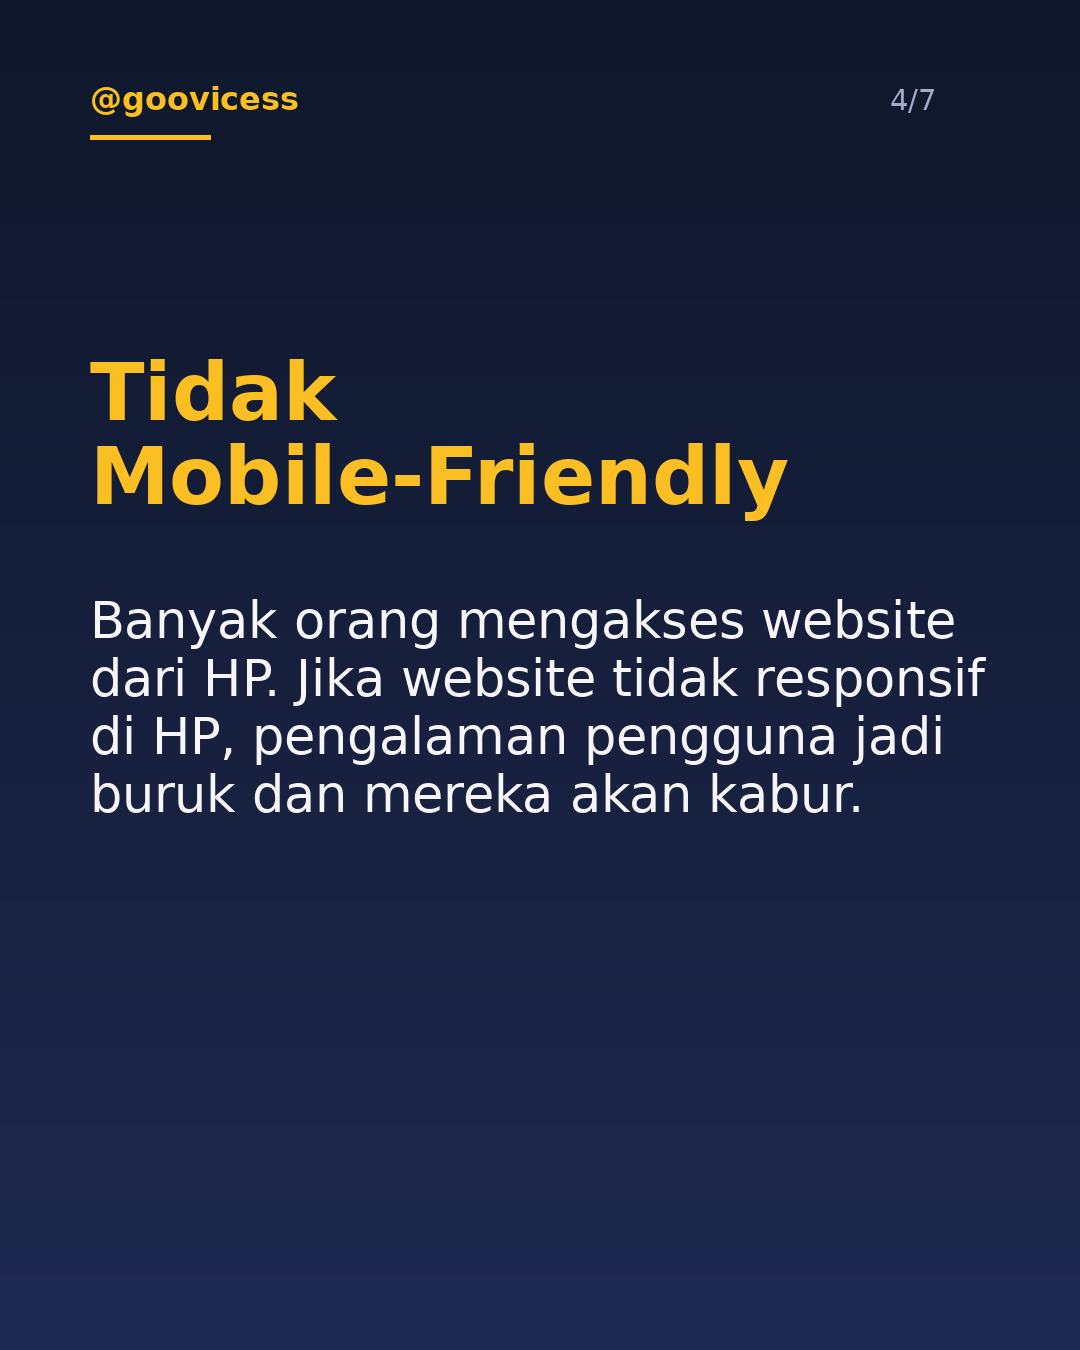 @goovicess
4/7
Tidak
Mobile-Friendly
Banyak orang mengakses website
dari HP. Jika website tidak responsif
di HP, pengalaman pengguna jadi
buruk dan mereka akan kabur.